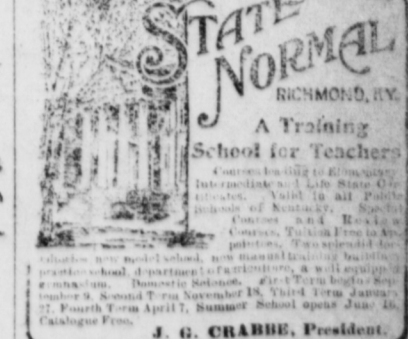 STATE
NORMAL
RICHMOND, KY.
A Training
School for Teachers
Courses leading to Elementary
Intermediate and Life State Cer-
tificates. Valid in all Public
Schools of Kentucky. Special
Courses and Review
Courses. Tuition Free to Ap-
pointees. Two splendid dor-
mitories, new model school, new manual training building,
practice school, department of agriculture, a well equipped
gymnasium. Domestic Science. First Term begins Sep
tember 9, Second Term November 18, Third Term January
27, Fourth Term April 7, Summer School opens June 16.
Catalogue Free.
J. G. CRABBE, President.